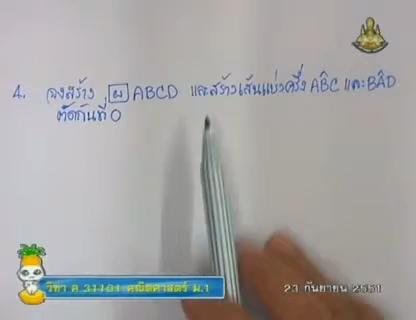 4. จงสร้าง ▱ผ ABCD และสร้างเส้นแบ่งครึ่ง AB̂C และ BÂD
ตัดกันที่ O
วิชา ค 31101 คณิตศาสตร์ ม.1
23 กันยายน 2551